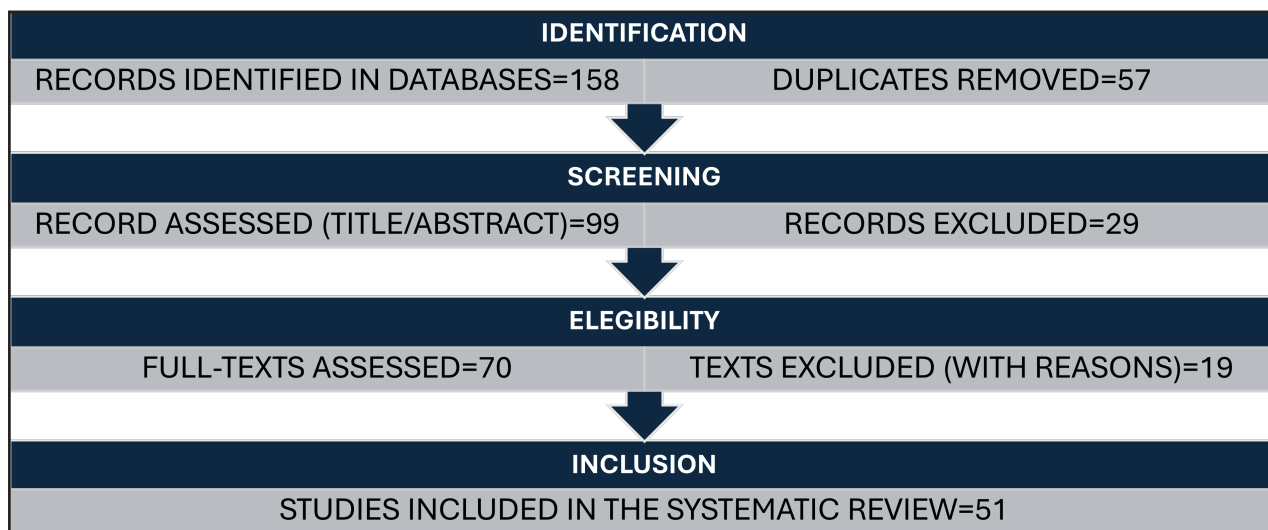 IDENTIFICATION
RECORDS IDENTIFIED IN DATABASES=158
DUPLICATES REMOVED=57
SCREENING
RECORD ASSESSED (TITLE/ABSTRACT)=99
RECORDS EXCLUDED=29
ELEGIBILITY
FULL-TEXTS ASSESSED=70
TEXTS EXCLUDED (WITH REASONS)=19
INCLUSION
STUDIES INCLUDED IN THE SYSTEMATIC REVIEW=51